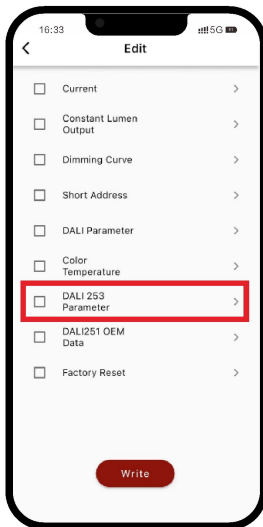 16:33
5G
Edit
Current
Constant Lumen
Output
Dimming Curve
Short Address
DALI Parameter
Color
Temperature
DALI 253
Parameter
DALI251 OEM
Data
Factory Reset
Write